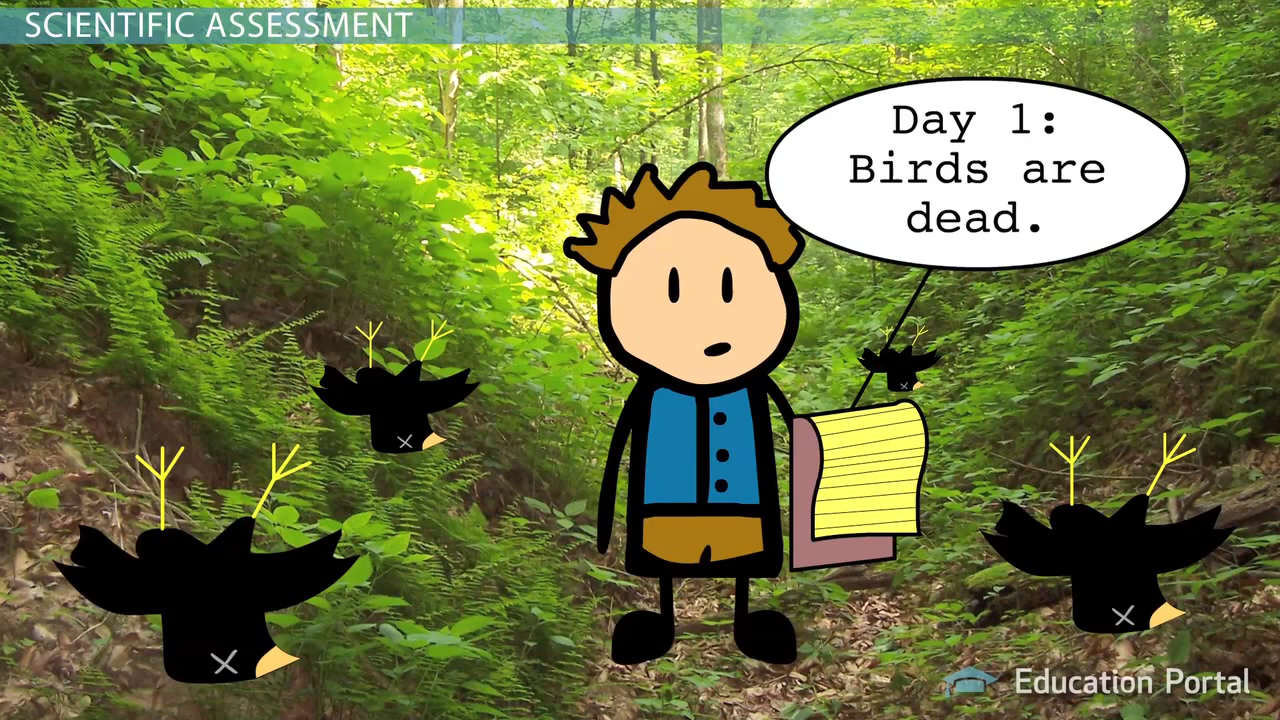 SCIENTIFIC ASSESSMENT
Day 1:
Birds are
dead.
Education Portal